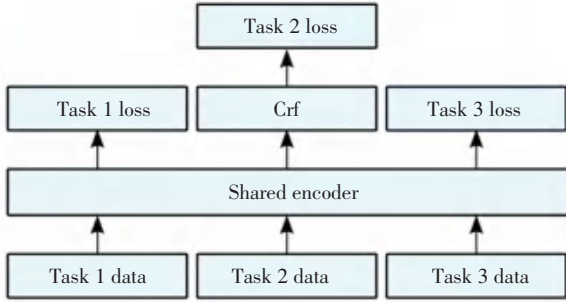 Task 2 loss
Task 1 loss
Crf
Task 3 loss
Shared encoder
Task 1 data
Task 2 data
Task 3 data